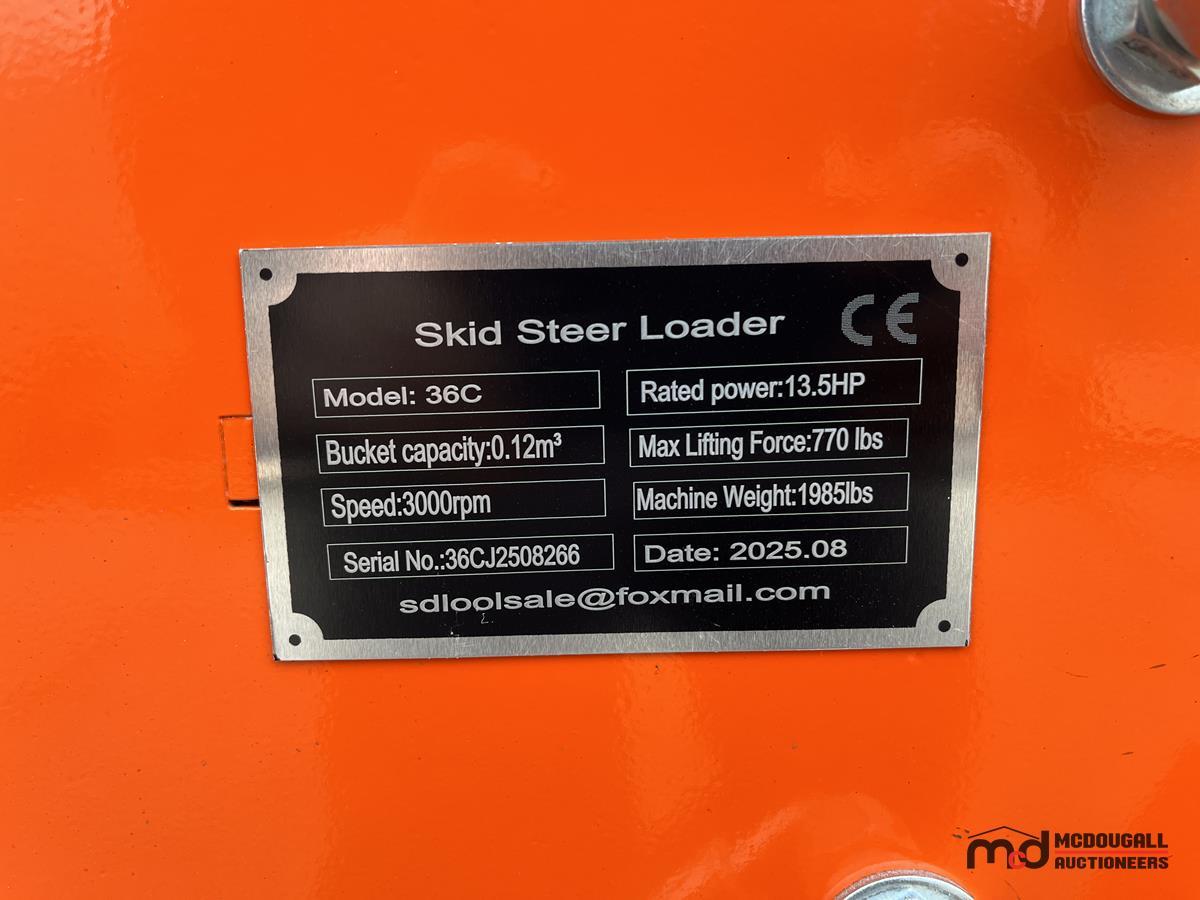 Skid Steer Loader CE
Model: 36C Rated power:13.5HP
Bucket capacity:0.12m³ Max Lifting Force:770 lbs
Speed:3000rpm Machine Weight:1985lbs
Serial No.:36CJ2508266 Date: 2025.08
sdloolsale@foxmail.com
mcd MCDOUGALL
AUCTIONEERS